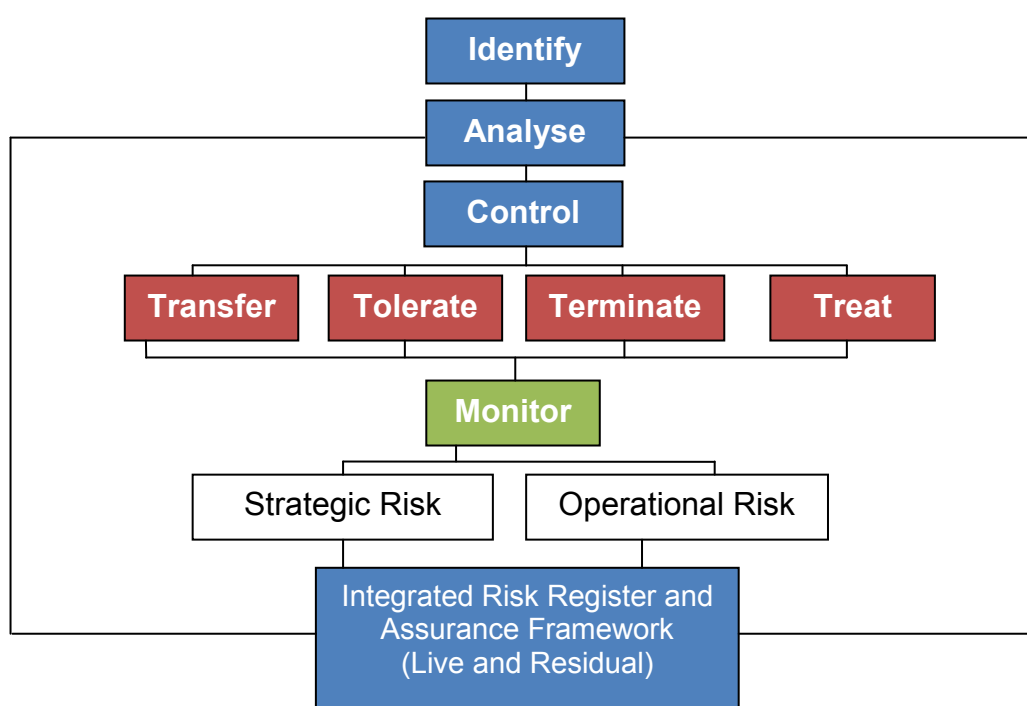 Identify
Analyse
Control
Transfer
Tolerate
Terminate
Treat
Monitor
Strategic Risk
Operational Risk
Integrated Risk Register and
Assurance Framework
(Live and Residual)